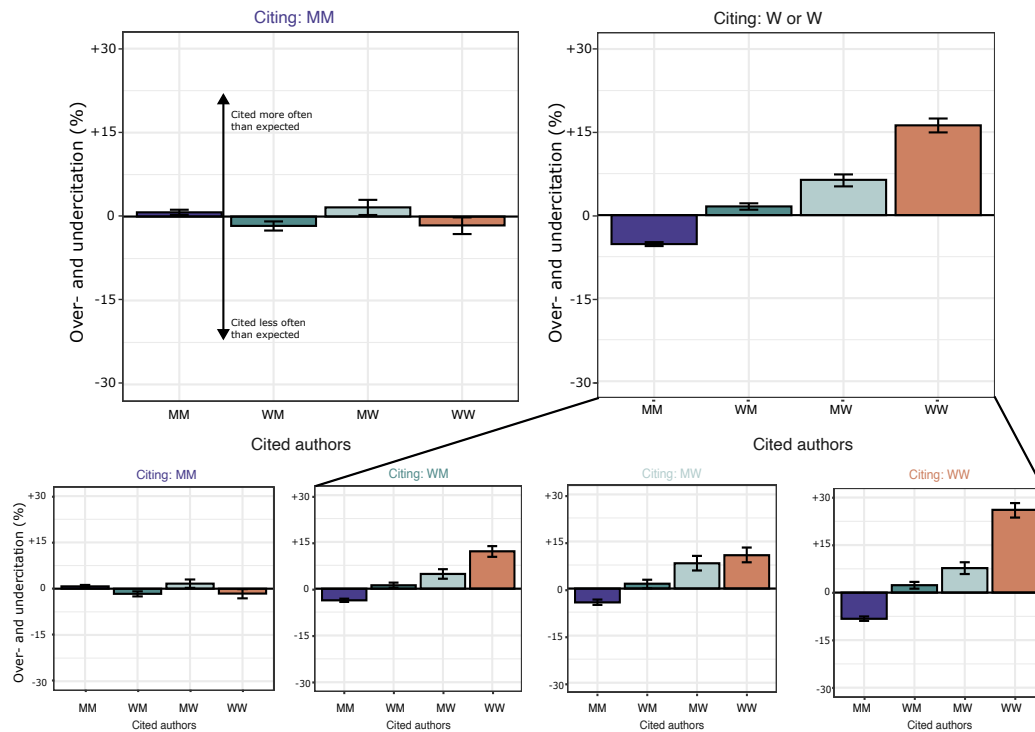 Citing: MM
Over- and undercitation (%)
+30
+15
0
-15
-30
Cited more often
than expected
Cited less often
than expected
MM WM MW WW
Cited authors
Citing: W or W
Over- and undercitation (%)
+30
+15
0
-15
-30
MM WM MW WW
Cited authors
Citing: MM
Over- and undercitation (%)
+30
+15
0
-15
-30
MM WM MW WW
Cited authors
Citing: WM
+30
+15
0
-15
-30
MM WM MW WW
Cited authors
Citing: MW
+30
+15
0
-15
-30
MM WM MW WW
Cited authors
Citing: WW
+30
+15
0
-15
-30
MM WM MW WW
Cited authors